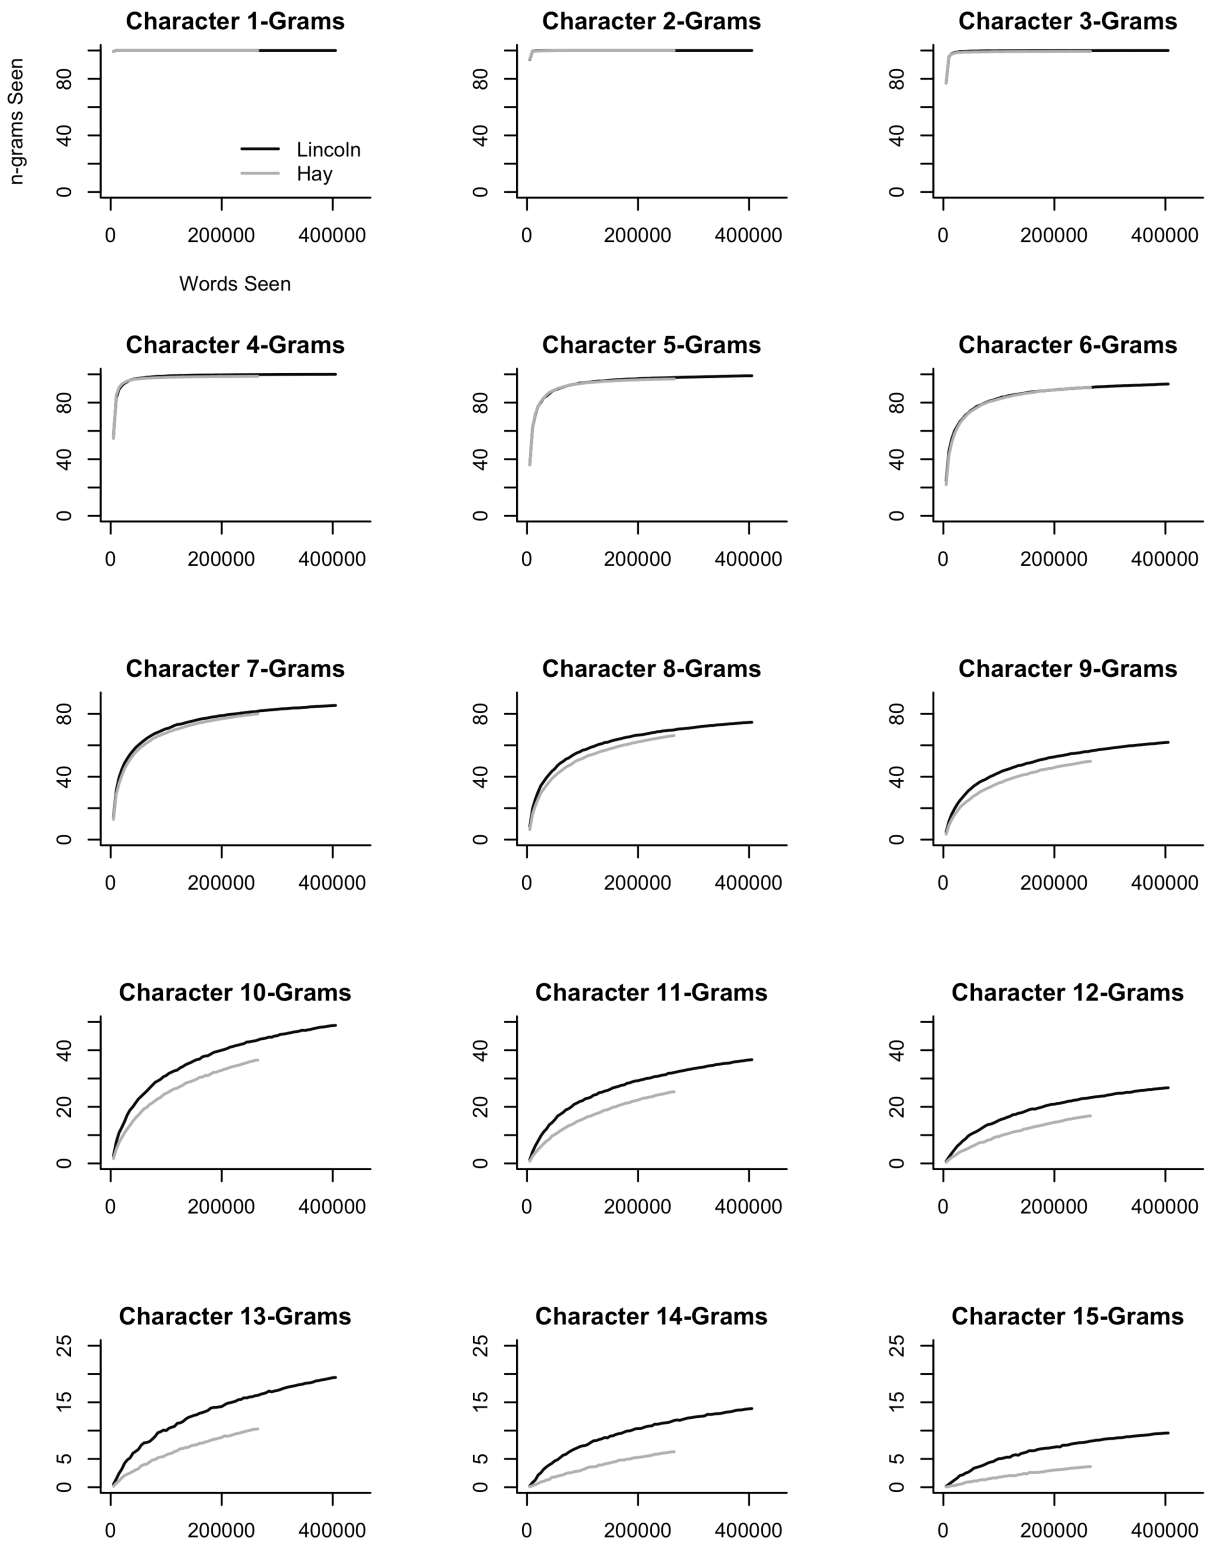 Character 1-Grams
Character 2-Grams
Character 3-Grams
n-grams Seen
80
40
0
Lincoln
Hay
0 200000 400000
Words Seen
80
40
0
0 200000 400000
80
40
0
0 200000 400000
Character 4-Grams
Character 5-Grams
Character 6-Grams
80
40
0
0 200000 400000
80
40
0
0 200000 400000
80
40
0
0 200000 400000
Character 7-Grams
Character 8-Grams
Character 9-Grams
80
40
0
0 200000 400000
80
40
0
0 200000 400000
80
40
0
0 200000 400000
Character 10-Grams
Character 11-Grams
Character 12-Grams
40
20
0
0 200000 400000
40
20
0
0 200000 400000
40
20
0
0 200000 400000
Character 13-Grams
Character 14-Grams
Character 15-Grams
25
15
5
0
0 200000 400000
25
15
5
0
0 200000 400000
25
15
5
0
0 200000 400000